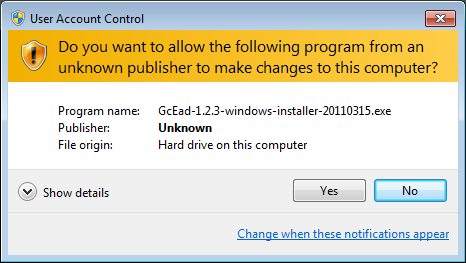 User Account Control
Do you want to allow the following program from an
unknown publisher to make changes to this computer?
Program name: GcEad-1.2.3-windows-installer-20110315.exe
Publisher: Unknown
File origin: Hard drive on this computer
Show details
Yes No
Change when these notifications appear